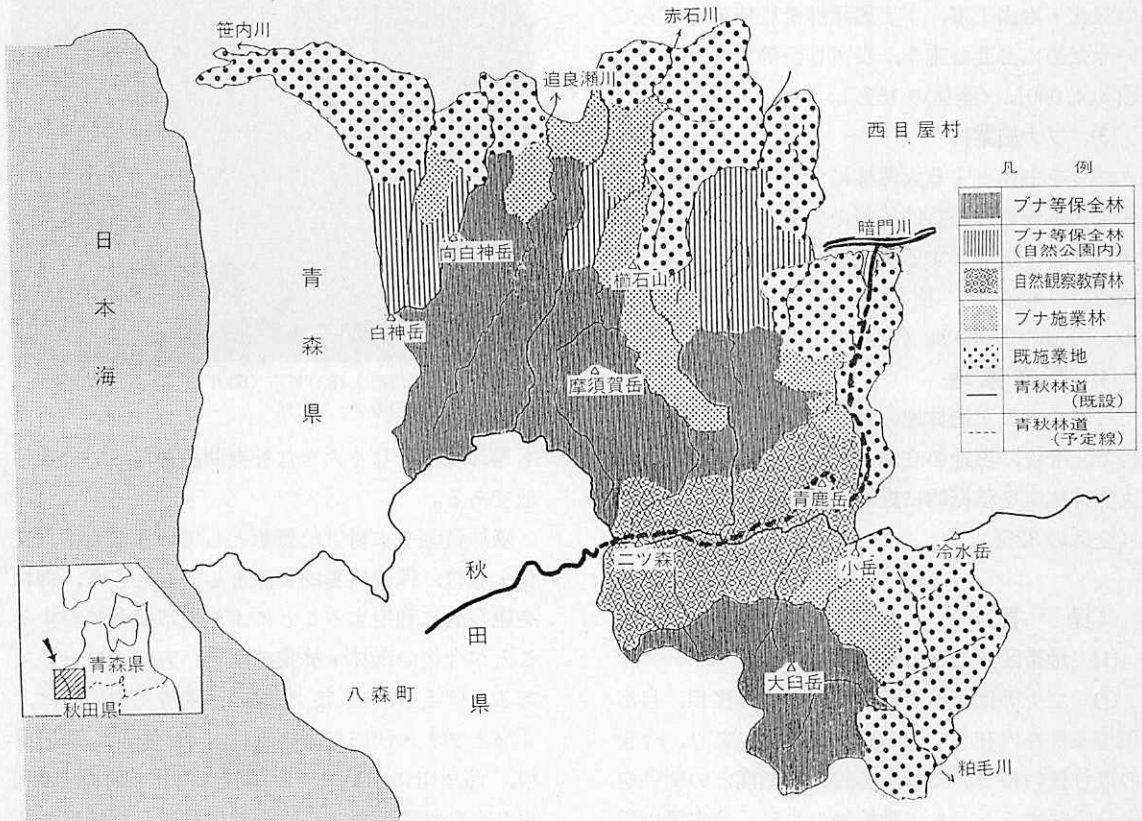 笹内川
赤石川
追良瀬川
西目屋村
凡例
ブナ等保全林
ブナ等保全林
(自然公園内)
自然観察教育林
ブナ施業林
既施業地
青秋林道
(既設)
青秋林道
(予定線)
暗門川
向白神岳
櫛石山
日本海
青森県
白神岳
摩須賀岳
青鹿岳
二ツ森
小岳
冷水岳
秋田県
大臼岳
八森町
粕毛川
青森県
秋田県